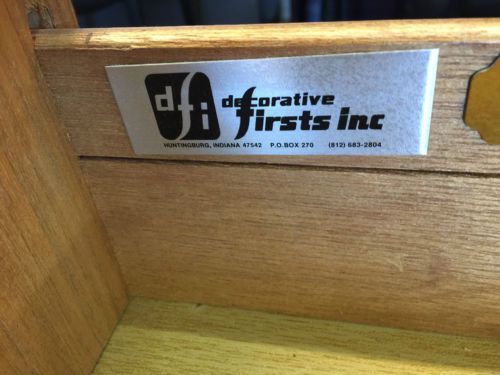 dfi decorative
firsts inc
HUNTINGBURG, INDIANA 47542 P.O.BOX 270 (812) 683-2804